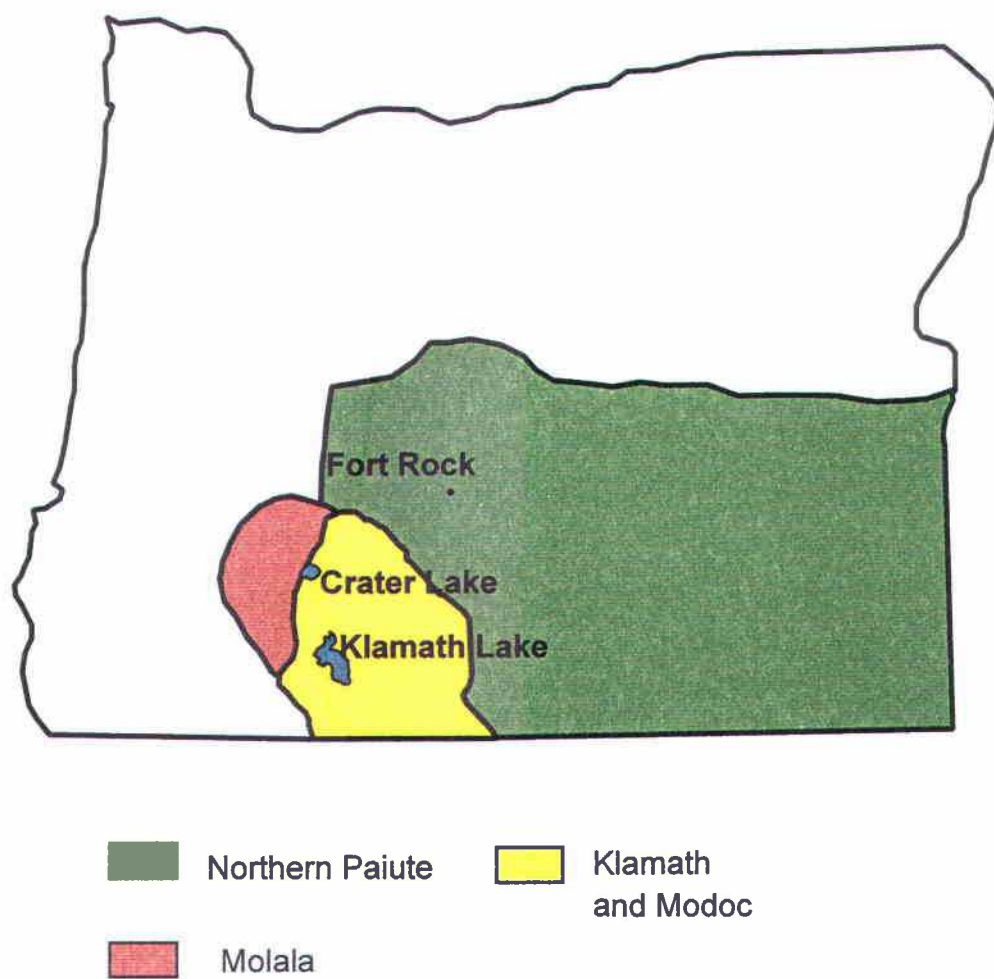 Fort Rock
Crater Lake
Klamath Lake
Northern Paiute
Klamath
and Modoc
Molala